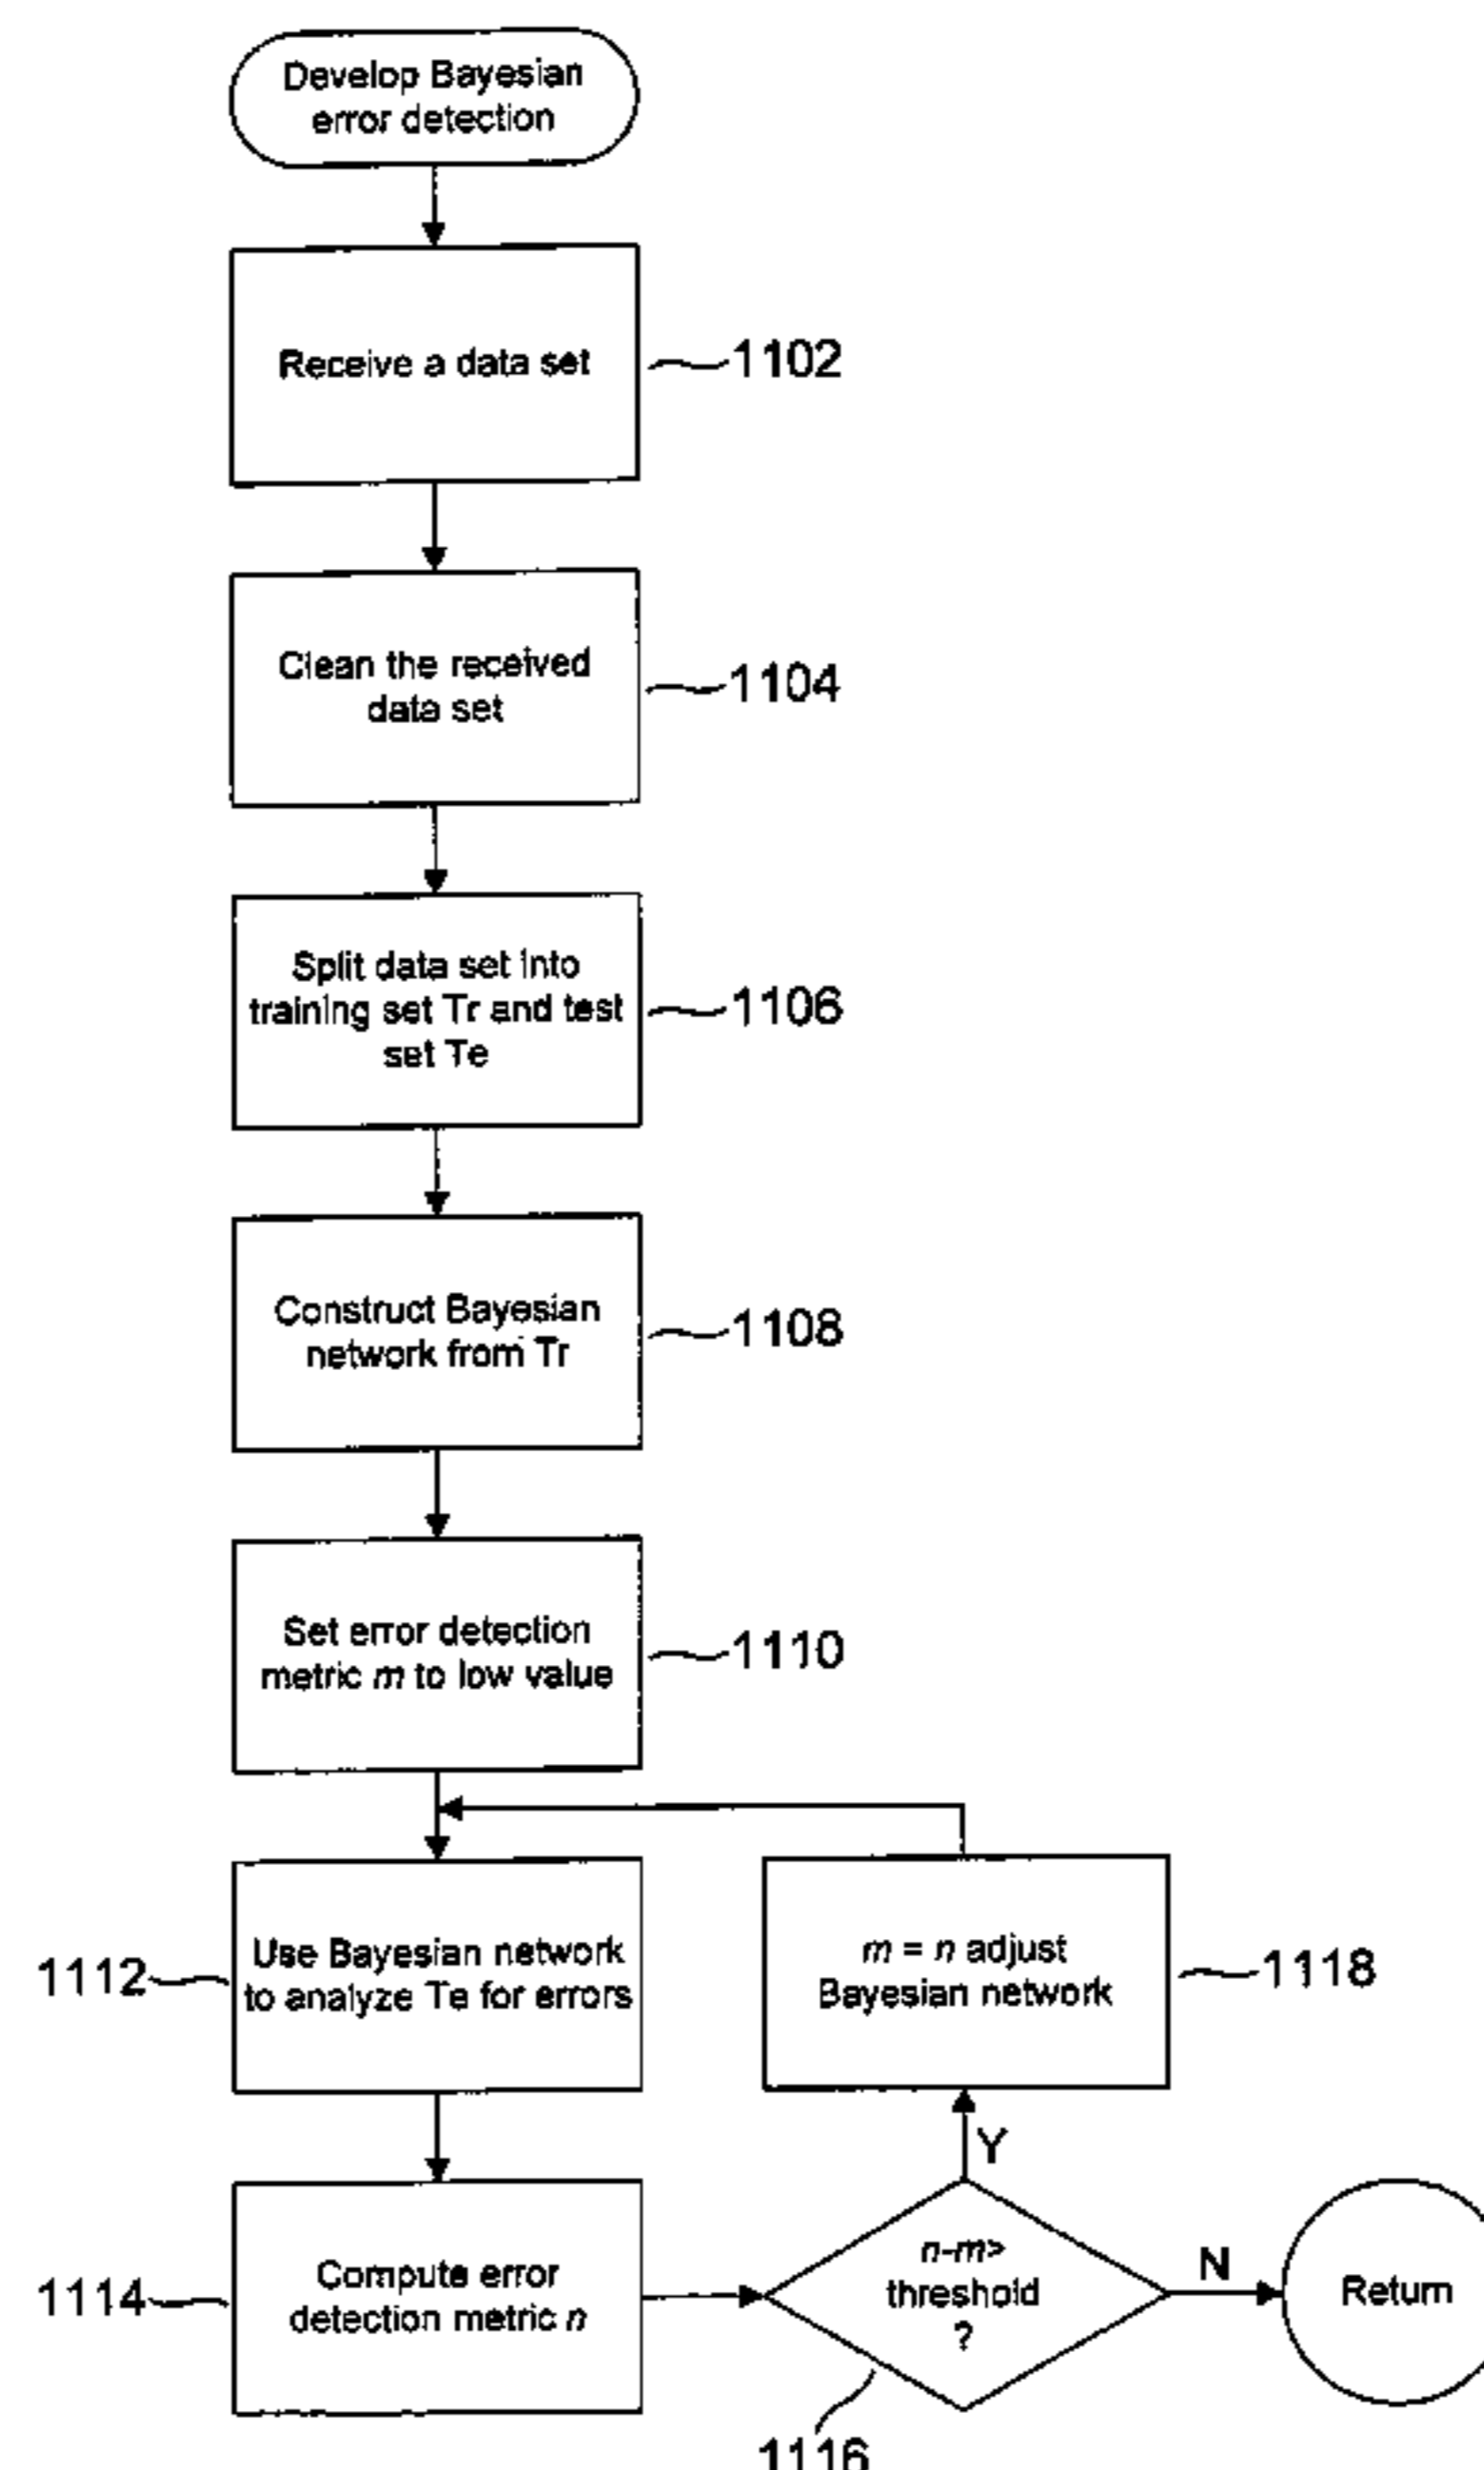 Develop Bayesian
error detection
Receive a data set
1102
Clean the received
data set
1104
Split data set into
training set Tr and test
set Te
1106
Construct Bayesian
network from Tr
1108
Set error detection
metric m to low value
1110
1112
Use Bayesian network
to analyze Te for errors
m = n adjust
Bayesian network
1118
Y
1114
Compute error
detection metric n
n-m>
threshold
?
N
Return
1116